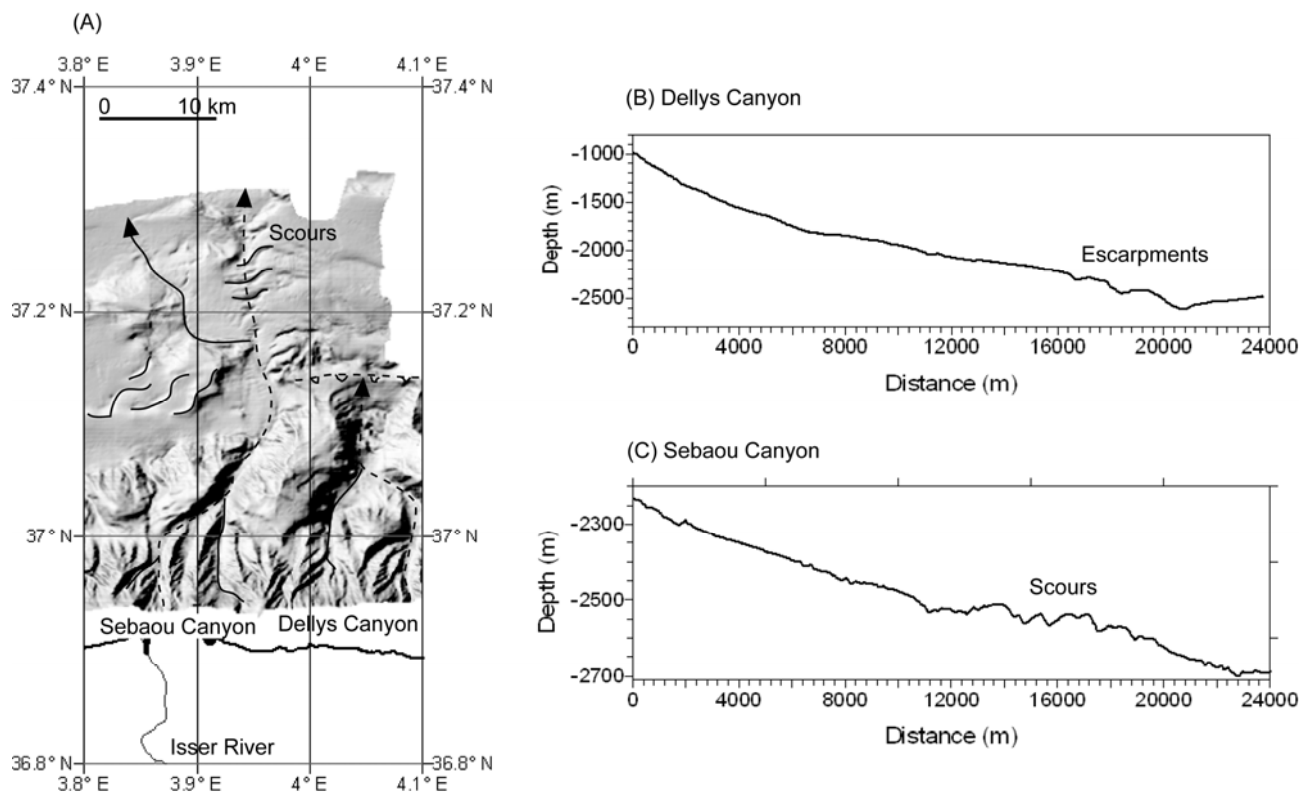 (A)
3.8° E 3.9° E 4° E 4.1° E
37.4° N 37.4° N
0 10 km
Scours
37.2° N 37.2° N
37° N 37° N
Sebaou Canyon Dellys Canyon
Isser River
36.8° N 36.8° N
3.8° E 3.9° E 4° E 4.1° E
(B) Dellys Canyon
-1000
-1500
-2000
-2500
Depth (m)
Escarpments
0 4000 8000 12000 16000 20000 24000
Distance (m)
(C) Sebaou Canyon
-2300
-2500
-2700
Depth (m)
Scours
0 4000 8000 12000 16000 20000 24000
Distance (m)